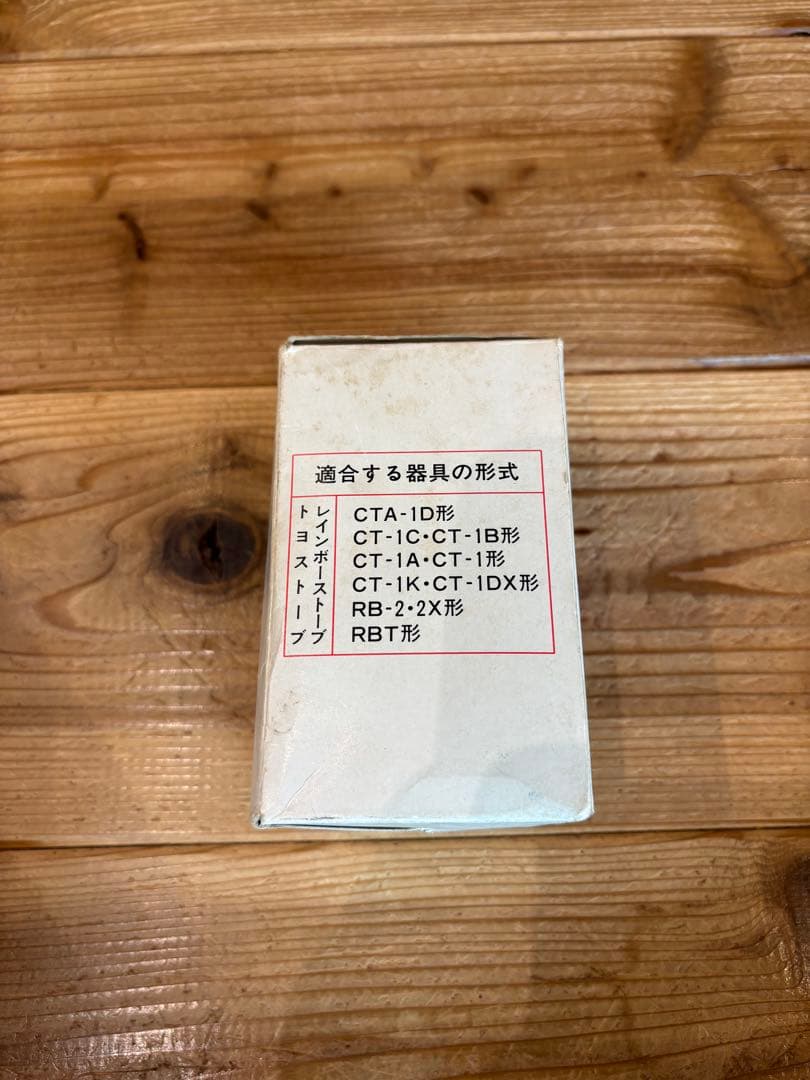 適合する器具の形式
トヨストーブ
レインボーストーブ
CTA-1D形
CT-1C・CT-1B形
CT-1A・CT-1形
CT-1K・CT-1DX形
RB-2・2X形
RBT形